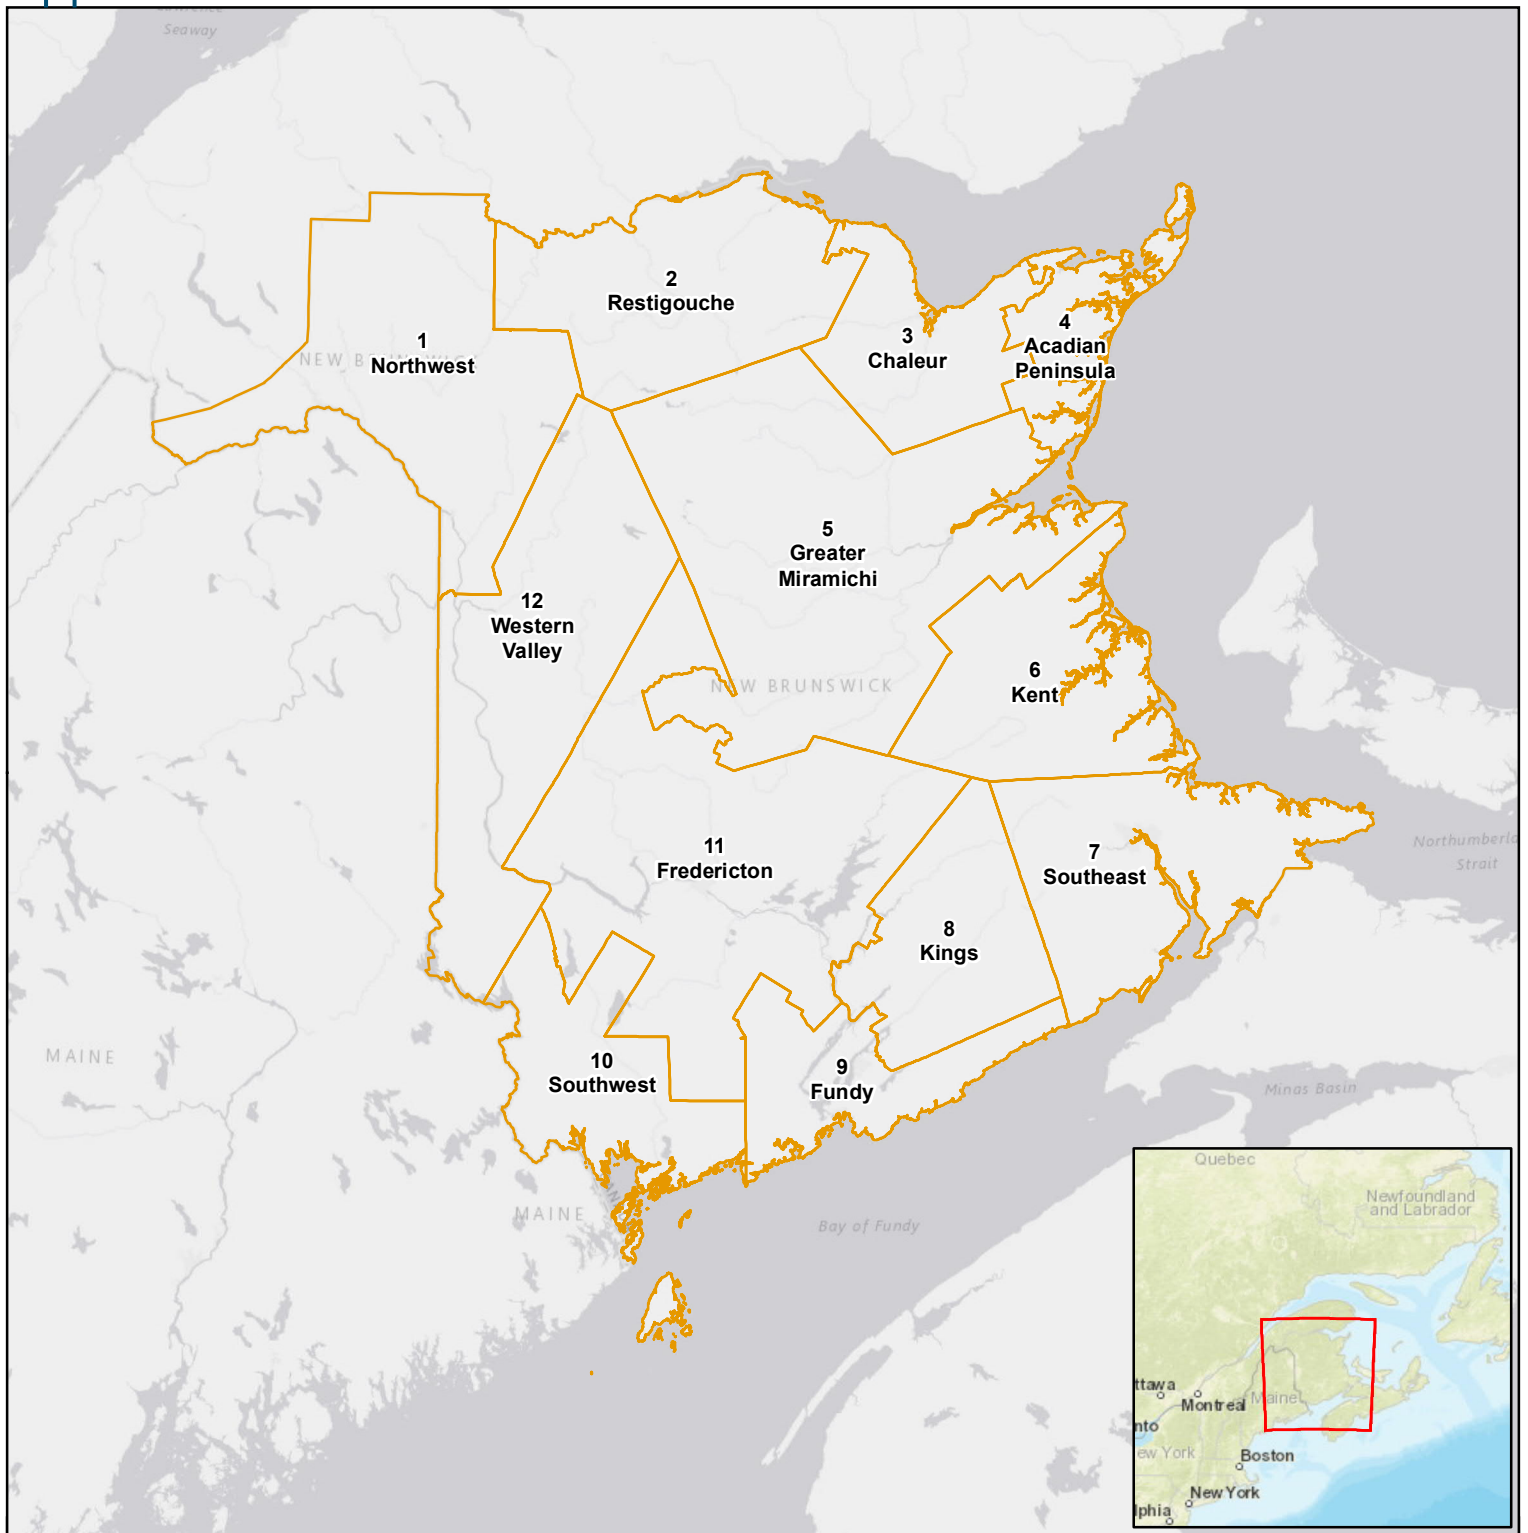 Seaway
2
Restigouche
1
NEW BRUNSWICK
Northwest
3
Chaleur
4
Acadian
Peninsula
5
Greater
Miramichi
12
Western
Valley
6
Kent
NEW BRUNSWICK
11
Fredericton
7
Southeast
Northumberla
Strait
8
Kings
MAINE
10
Southwest
9
Fundy
Minas Basin
MAINE
Bay of Fundy
Quebec
Newfoundland
and Labrador
ttawa
Montreal
Maine
nto
ew York
Boston
New York
lphia